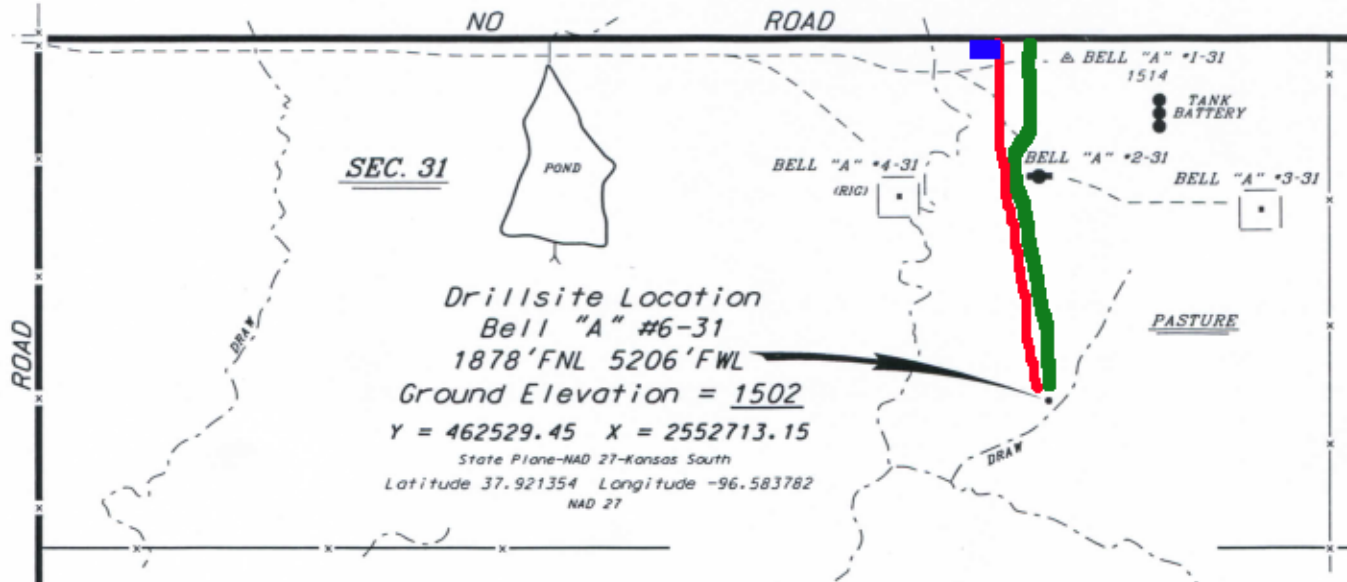 NO ROAD
BELL "A" #1-31
1514
TANK
BATTERY
SEC. 31
POND
BELL "A" #4-31
(RIG)
BELL "A" #2-31
BELL "A" #3-31
Drillsite Location
Bell "A" #6-31
1878'FNL 5206'FWL
Ground Elevation = 1502
Y = 462529.45 X = 2552713.15
State Plane-NAD 27-Kansas South
Latitude 37.921354 Longitude -96.583782
NAD 27
ROAD
DRAW
PASTURE
DRAW